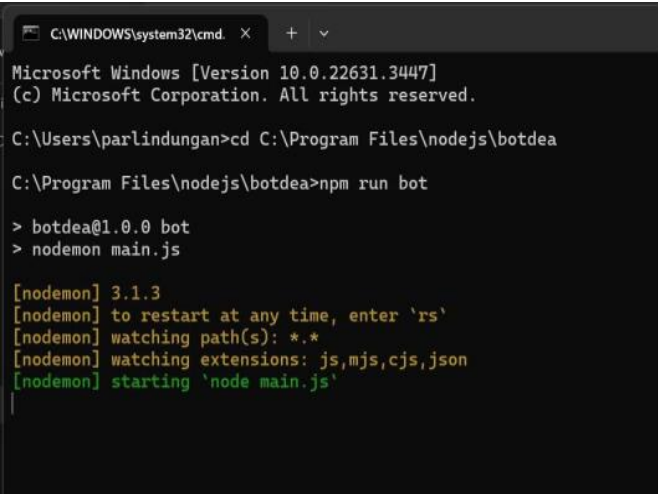 C:\WINDOWS\system32\cmd.
Microsoft Windows [Version 10.0.22631.3447]
(c) Microsoft Corporation. All rights reserved.
C:\Users\parlindungan>cd C:\Program Files\nodejs\botdea
C:\Program Files\nodejs\botdea>npm run bot
> botdea@1.0.0 bot
> nodemon main.js
[nodemon] 3.1.3
[nodemon] to restart at any time, enter `rs`
[nodemon] watching path(s): *.*
[nodemon] watching extensions: js,mjs,cjs,json
[nodemon] starting `node main.js`